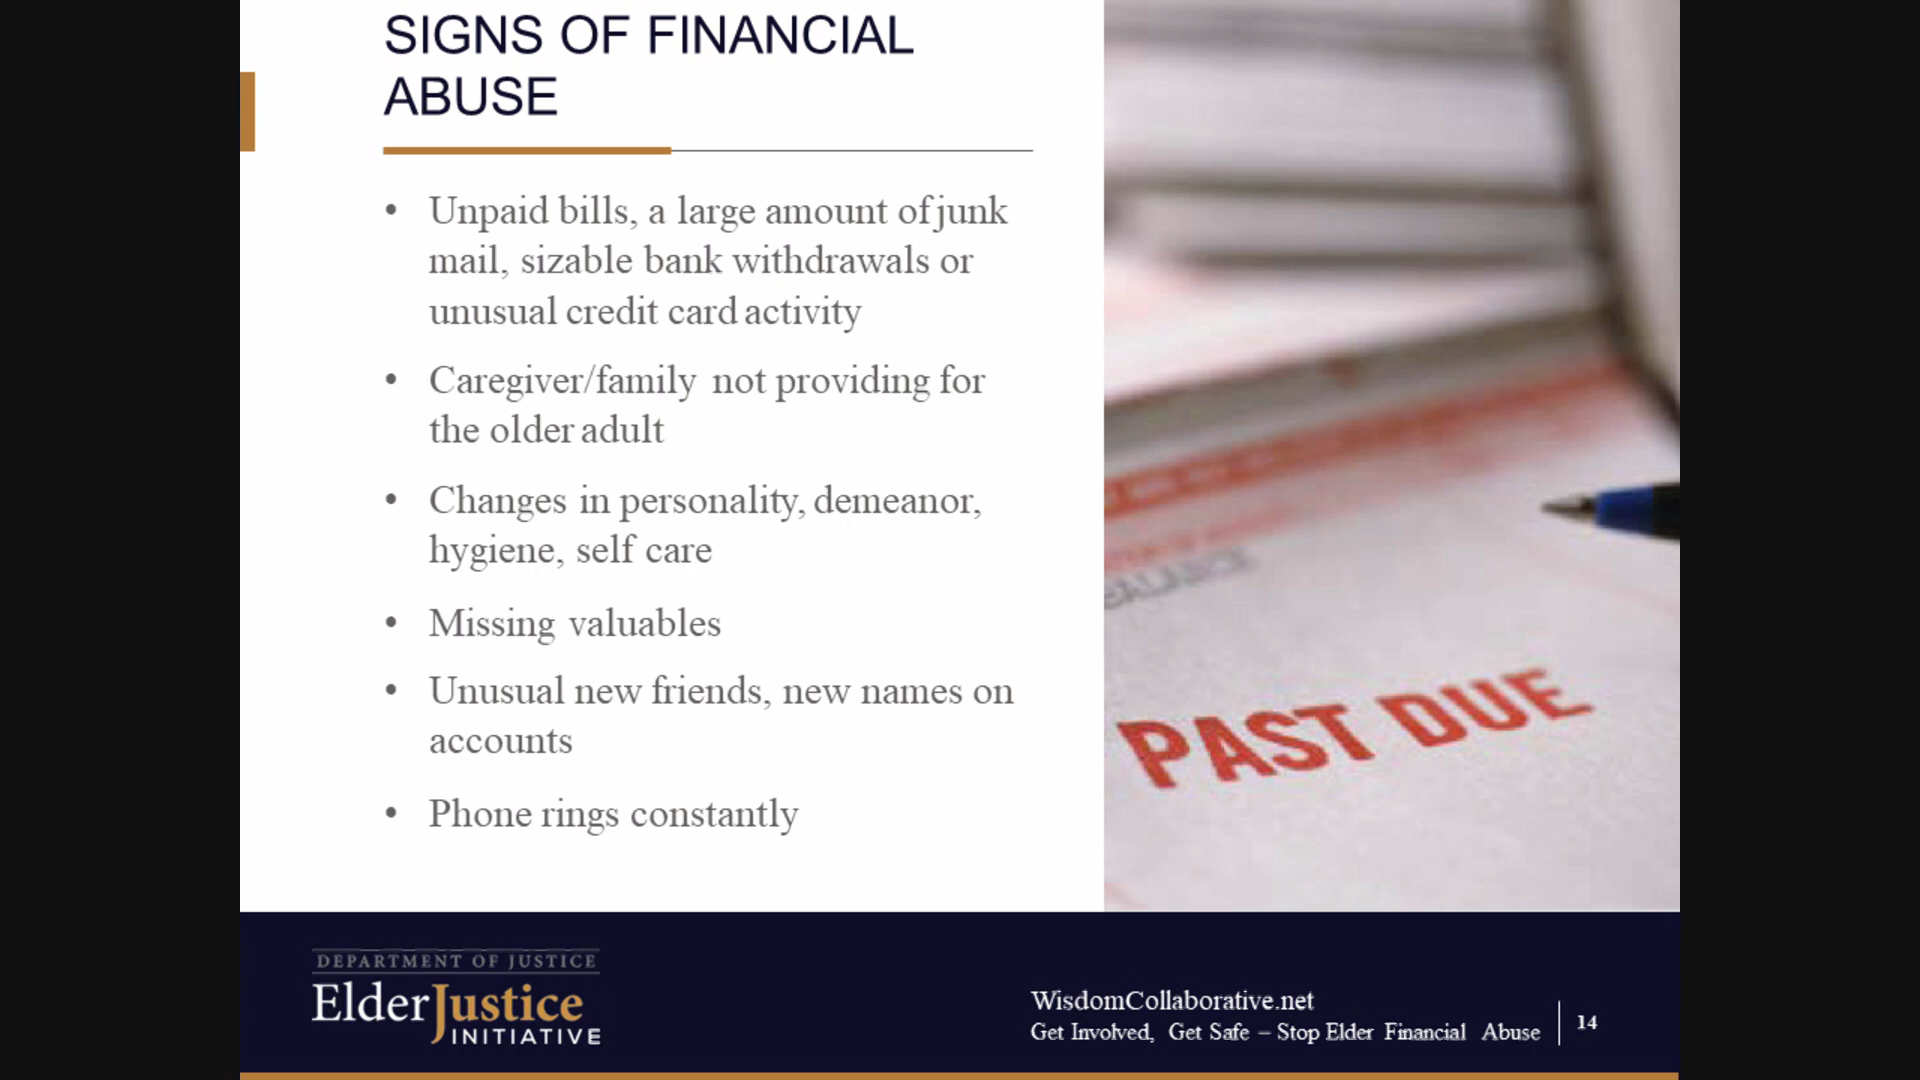 SIGNS OF FINANCIAL
ABUSE
• Unpaid bills, a large amount of junk
mail, sizable bank withdrawals or
unusual credit card activity
• Caregiver/family not providing for
the older adult
• Changes in personality, demeanor,
hygiene, self care
• Missing valuables
• Unusual new friends, new names on
accounts
• Phone rings constantly
BALANCE
PAST DUE
DEPARTMENT OF JUSTICE
ElderJustice
INITIATIVE
WisdomCollaborative.net
Get Involved, Get Safe – Stop Elder Financial Abuse
14